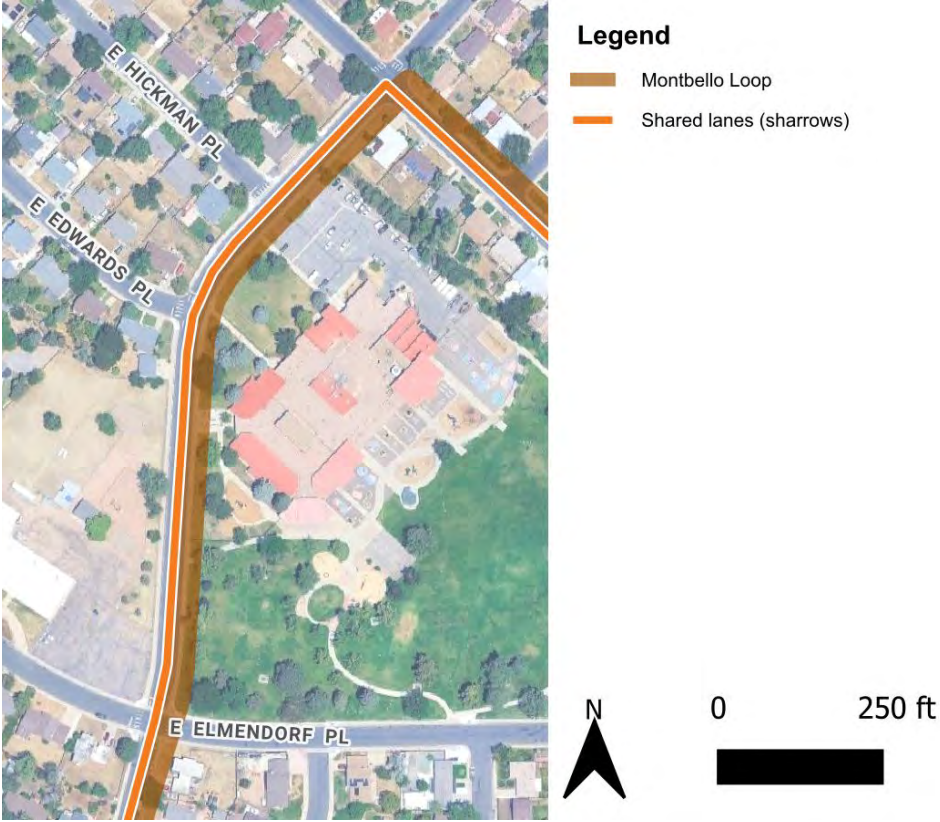 Legend
Montbello Loop
Shared lanes (sharrows)
E HICKMAN PL
E EDWARDS PL
E ELMENDORF PL
N
0 250 ft